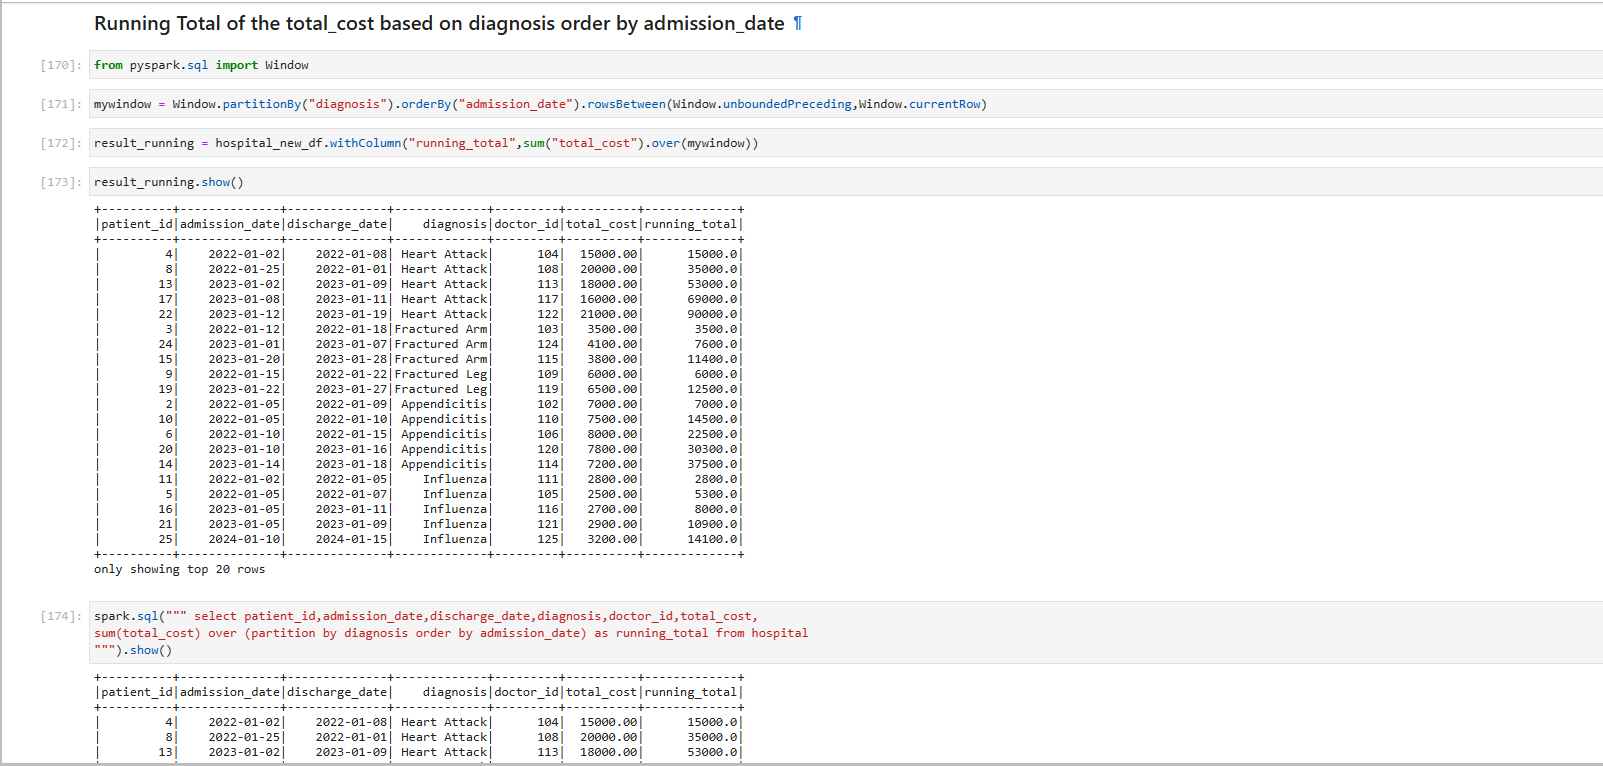 Running Total of the total_cost based on diagnosis order by admission_date ¶
[170]: from pyspark.sql import Window
[171]: mywindow = Window.partitionBy("diagnosis").orderBy("admission_date").rowsBetween(Window.unboundedPreceding,Window.currentRow)
[172]: result_running = hospital_new_df.withColumn("running_total",sum("total_cost").over(mywindow))
[173]: result_running.show()
+----------+--------------+--------------+-------------+---------+----------+-------------+
|patient_id|admission_date|discharge_date|    diagnosis|doctor_id|total_cost|running_total|
+----------+--------------+--------------+-------------+---------+----------+-------------+
|         4|    2022-01-02|    2022-01-08| Heart Attack|      104|  15000.00|      15000.0|
|         8|    2022-01-25|    2022-01-01| Heart Attack|      108|  20000.00|      35000.0|
|        13|    2023-01-02|    2023-01-09| Heart Attack|      113|  18000.00|      53000.0|
|        17|    2023-01-08|    2023-01-11| Heart Attack|      117|  16000.00|      69000.0|
|        22|    2023-01-12|    2023-01-19| Heart Attack|      122|  21000.00|      90000.0|
|         3|    2022-01-12|    2022-01-18|Fractured Arm|      103|   3500.00|       3500.0|
|        24|    2023-01-01|    2023-01-07|Fractured Arm|      124|   4100.00|       7600.0|
|        15|    2023-01-20|    2023-01-28|Fractured Arm|      115|   3800.00|      11400.0|
|         9|    2022-01-15|    2022-01-22|Fractured Leg|      109|   6000.00|       6000.0|
|        19|    2023-01-22|    2023-01-27|Fractured Leg|      119|   6500.00|      12500.0|
|         2|    2022-01-05|    2022-01-09| Appendicitis|      102|   7000.00|       7000.0|
|        10|    2022-01-05|    2022-01-10| Appendicitis|      110|   7500.00|      14500.0|
|         6|    2022-01-10|    2022-01-15| Appendicitis|      106|   8000.00|      22500.0|
|        20|    2023-01-10|    2023-01-16| Appendicitis|      120|   7800.00|      30300.0|
|        14|    2023-01-14|    2023-01-18| Appendicitis|      114|   7200.00|      37500.0|
|        11|    2022-01-02|    2022-01-05|    Influenza|      111|   2800.00|       2800.0|
|         5|    2022-01-05|    2022-01-07|    Influenza|      105|   2500.00|       5300.0|
|        16|    2023-01-05|    2023-01-11|    Influenza|      116|   2700.00|       8000.0|
|        21|    2023-01-05|    2023-01-09|    Influenza|      121|   2900.00|      10900.0|
|        25|    2024-01-10|    2024-01-15|    Influenza|      125|   3200.00|      14100.0|
+----------+--------------+--------------+-------------+---------+----------+-------------+
only showing top 20 rows
[174]: spark.sql(""" select patient_id,admission_date,discharge_date,diagnosis,doctor_id,total_cost,
sum(total_cost) over (partition by diagnosis order by admission_date) as running_total from hospital
""").show()
+----------+--------------+--------------+-------------+---------+----------+-------------+
|patient_id|admission_date|discharge_date|    diagnosis|doctor_id|total_cost|running_total|
+----------+--------------+--------------+-------------+---------+----------+-------------+
|         4|    2022-01-02|    2022-01-08| Heart Attack|      104|  15000.00|      15000.0|
|         8|    2022-01-25|    2022-01-01| Heart Attack|      108|  20000.00|      35000.0|
|        13|    2023-01-02|    2023-01-09| Heart Attack|      113|  18000.00|      53000.0|